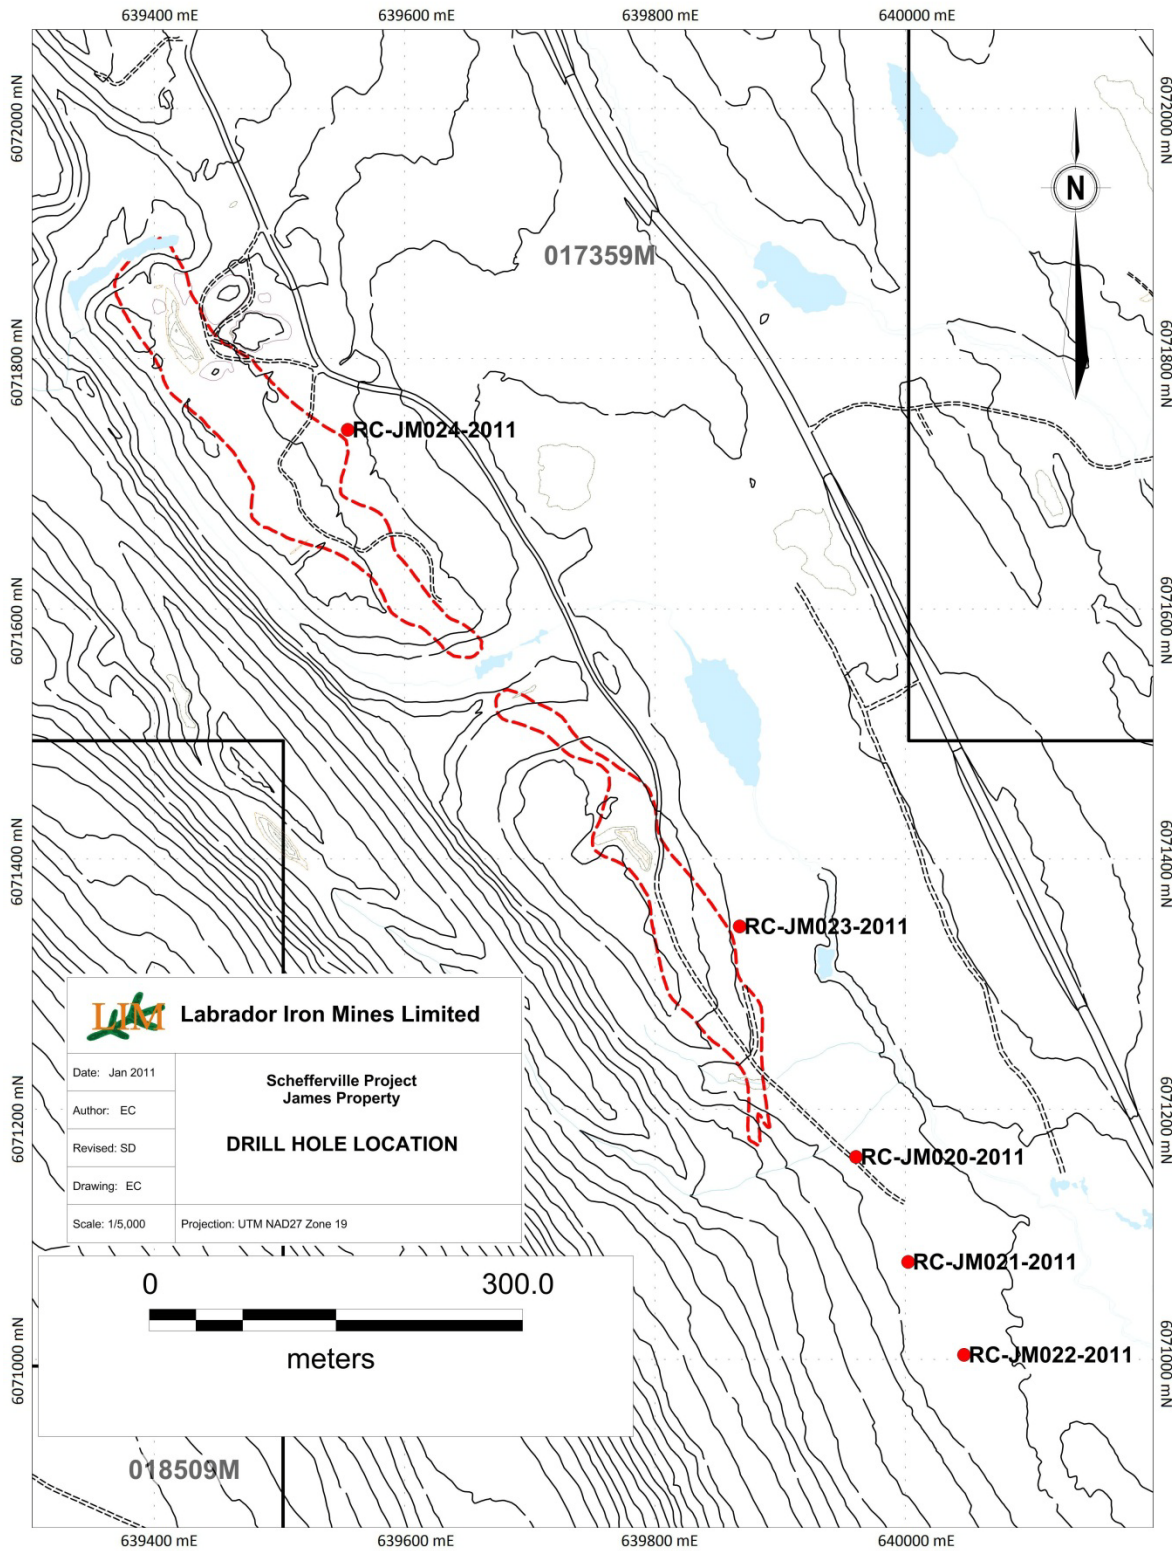 639400 mE
639600 mE
639800 mE
640000 mE
6072000 mN
6072000 mN
N
017359M
6071800 mN
6071800 mN
RC-JM024-2011
6071600 mN
6071600 mN
6071400 mN
6071400 mN
RC-JM023-2011
LIM
Labrador Iron Mines Limited
Date: Jan 2011
Author: EC
Revised: SD
Drawing: EC
Scale: 1/5,000
Schefferville Project
James Property
DRILL HOLE LOCATION
Projection: UTM NAD27 Zone 19
6071200 mN
6071200 mN
RC-JM020-2011
RC-JM021-2011
0
300.0
meters
RC-JM022-2011
6071000 mN
6071000 mN
018509M
639400 mE
639600 mE
639800 mE
640000 mE